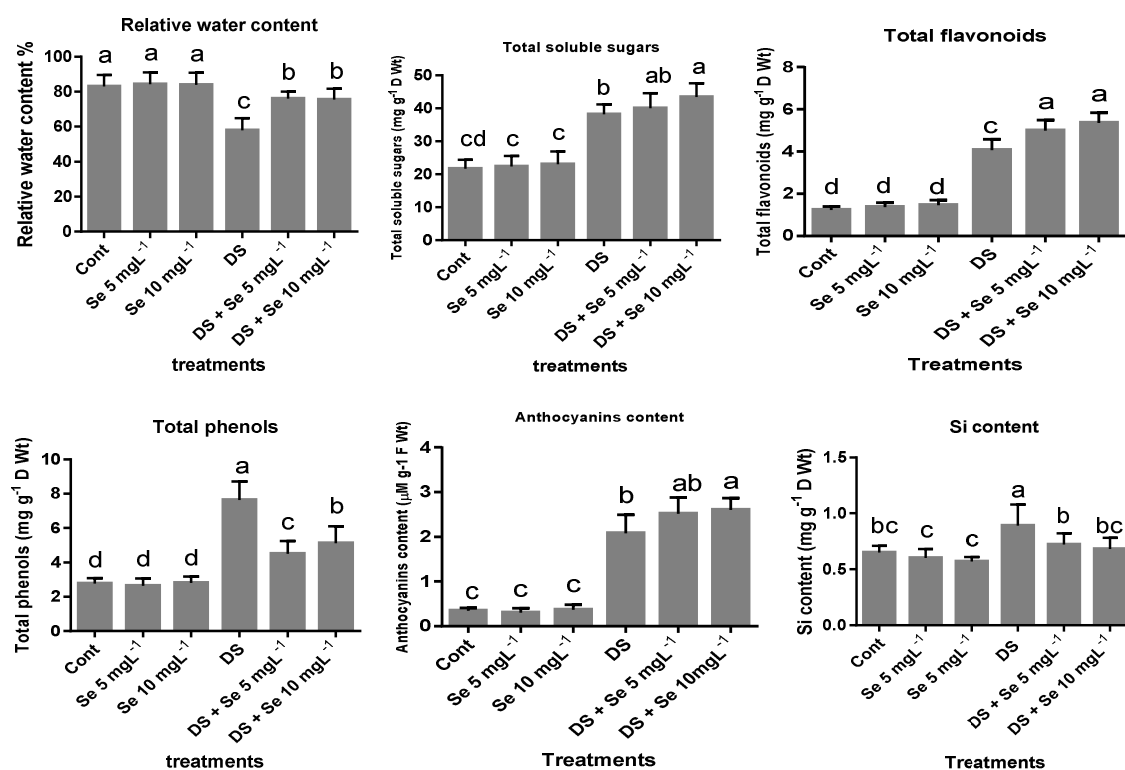 Relative water content
Relative water content %
100
80
60
40
20
0
a
a
a
c
b
b
Cont
Se 5 mgL⁻¹
Se 10 mgL⁻¹
DS
DS + Se 5 mgL⁻¹
DS + Se 10 mgL⁻¹
treatments
Total soluble sugars
Total soluble sugars (mg g⁻¹ D Wt)
50
40
30
20
10
0
cd
c
c
b
ab
a
Cont
Se 5 mgL⁻¹
Se 10 mgL⁻¹
DS
DS + Se 5 mgL⁻¹
DS + Se 10 mgL⁻¹
treatments
Total flavonoids
Total flavonoids (mg g⁻¹ D Wt)
8
6
4
2
0
d
d
d
c
a
a
Cont
Se 5 mgL⁻¹
Se 10 mgL⁻¹
DS
DS + Se 5 mgL⁻¹
DS + Se 10 mgL⁻¹
Treatments
Total phenols
Total phenols (mg g⁻¹ D Wt)
10
8
6
4
2
0
d
d
d
a
c
b
Cont
Se 5 mgL⁻¹
Se 10 mgL⁻¹
DS
DS + Se 5 mgL⁻¹
DS + Se 10 mgL⁻¹
treatments
Anthocyanins content
Anthocyanins content (µM g-1 F Wt)
4
3
2
1
0
c
c
c
b
ab
a
Cont
Se 5 mgL⁻¹
Se 10 mgL⁻¹
DS
DS + Se 5 mgL⁻¹
DS + Se 10mgL⁻¹
Treatments
Si content
Si content (mg g⁻¹ D Wt)
1.5
1.0
0.5
0.0
bc
c
c
a
b
bc
Cont
Se 5 mgL⁻¹
Se 5 mgL⁻¹
DS
DS + Se 5 mgL⁻¹
DS + Se 10 mgL⁻¹
Treatments